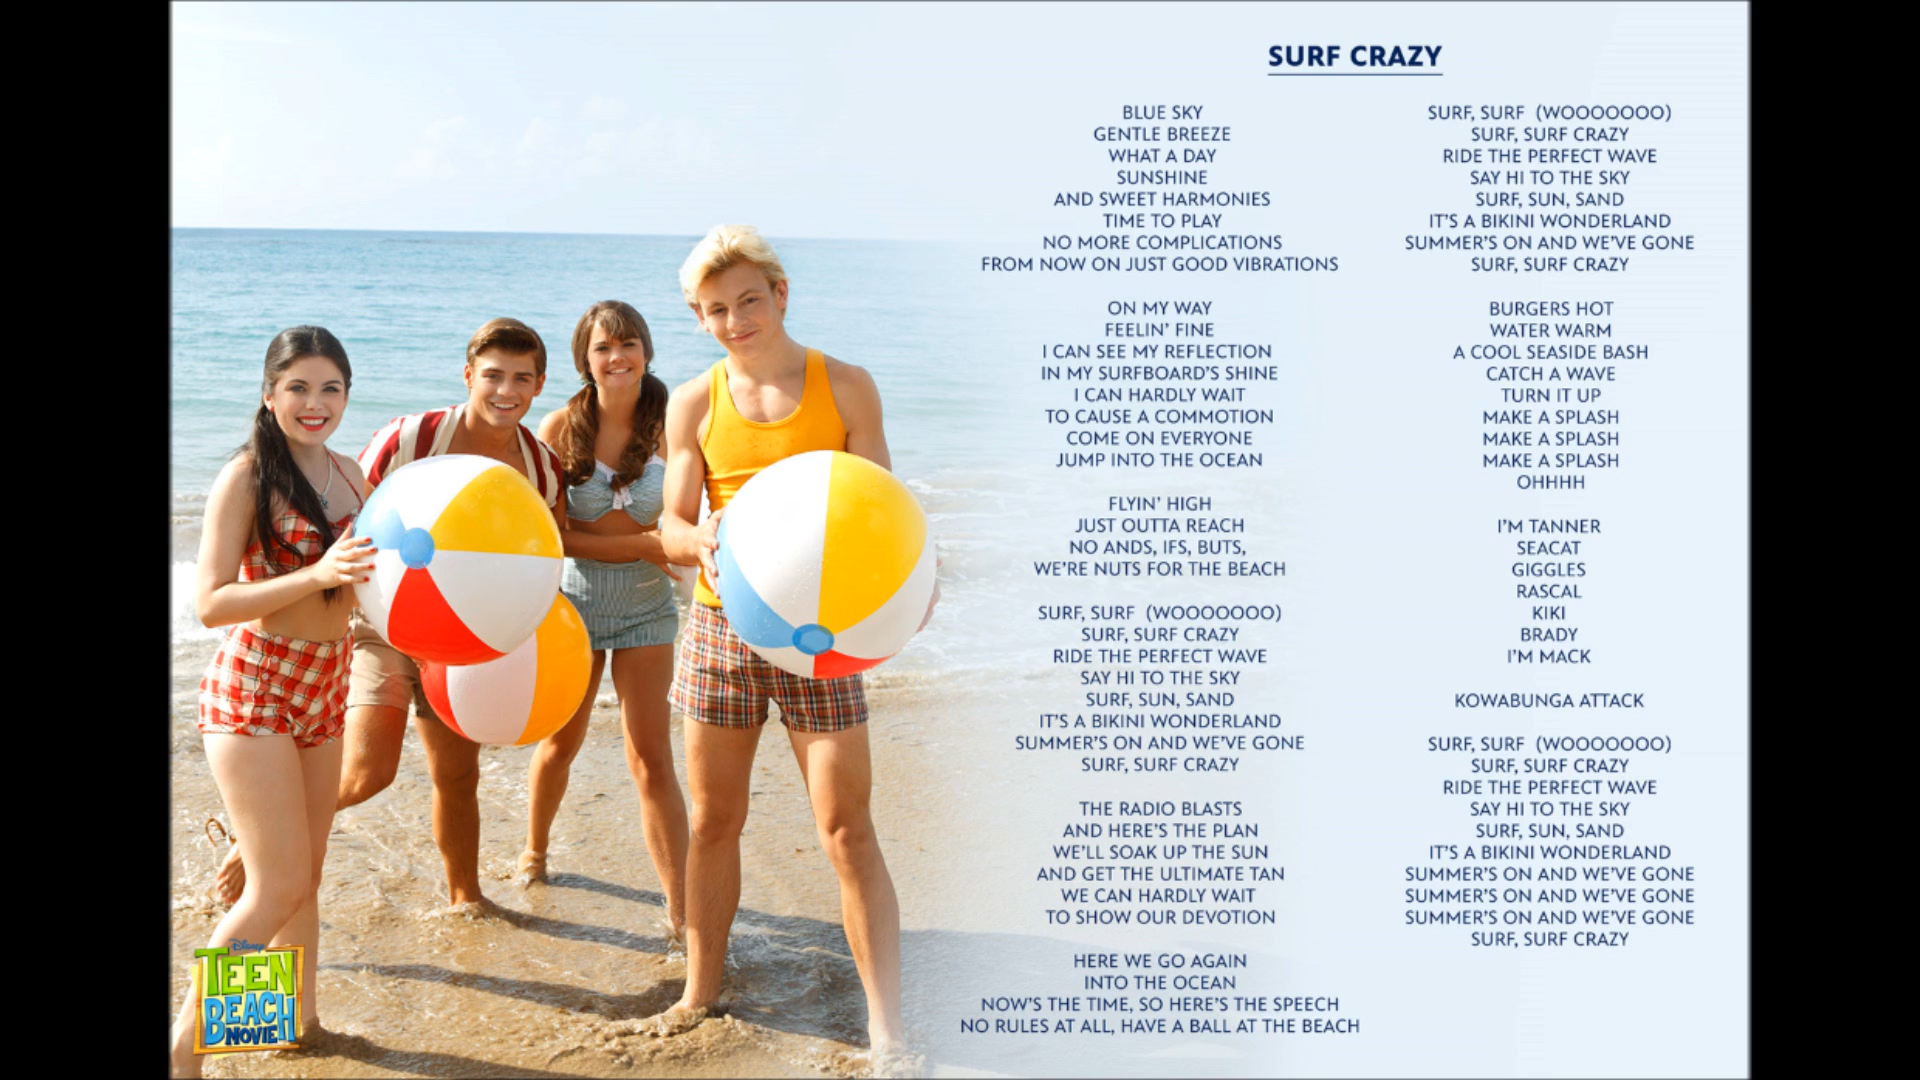 SURF CRAZY
BLUE SKY
GENTLE BREEZE
WHAT A DAY
SUNSHINE
AND SWEET HARMONIES
TIME TO PLAY
NO MORE COMPLICATIONS
FROM NOW ON JUST GOOD VIBRATIONS
ON MY WAY
FEELIN' FINE
I CAN SEE MY REFLECTION
IN MY SURFBOARD'S SHINE
I CAN HARDLY WAIT
TO CAUSE A COMMOTION
COME ON EVERYONE
JUMP INTO THE OCEAN
FLYIN' HIGH
JUST OUTTA REACH
NO ANDS, IFS, BUTS,
WE'RE NUTS FOR THE BEACH
SURF, SURF (WOOOOOOO)
SURF, SURF CRAZY
RIDE THE PERFECT WAVE
SAY HI TO THE SKY
SURF, SUN, SAND
IT'S A BIKINI WONDERLAND
SUMMER'S ON AND WE'VE GONE
SURF, SURF CRAZY
THE RADIO BLASTS
AND HERE'S THE PLAN
WE'LL SOAK UP THE SUN
AND GET THE ULTIMATE TAN
WE CAN HARDLY WAIT
TO SHOW OUR DEVOTION
HERE WE GO AGAIN
INTO THE OCEAN
NOW'S THE TIME, SO HERE'S THE SPEECH
NO RULES AT ALL, HAVE A BALL AT THE BEACH
SURF, SURF (WOOOOOOO)
SURF, SURF CRAZY
RIDE THE PERFECT WAVE
SAY HI TO THE SKY
SURF, SUN, SAND
IT'S A BIKINI WONDERLAND
SUMMER'S ON AND WE'VE GONE
SURF, SURF CRAZY
BURGERS HOT
WATER WARM
A COOL SEASIDE BASH
CATCH A WAVE
TURN IT UP
MAKE A SPLASH
MAKE A SPLASH
MAKE A SPLASH
OHHHH
I'M TANNER
SEACAT
GIGGLES
RASCAL
KIKI
BRADY
I'M MACK
KOWABUNGA ATTACK
SURF, SURF (WOOOOOOO)
SURF, SURF CRAZY
RIDE THE PERFECT WAVE
SAY HI TO THE SKY
SURF, SUN, SAND
IT'S A BIKINI WONDERLAND
SUMMER'S ON AND WE'VE GONE
SUMMER'S ON AND WE'VE GONE
SUMMER'S ON AND WE'VE GONE
SURF, SURF CRAZY
Disney
TEEN
BEACH
MOVIE